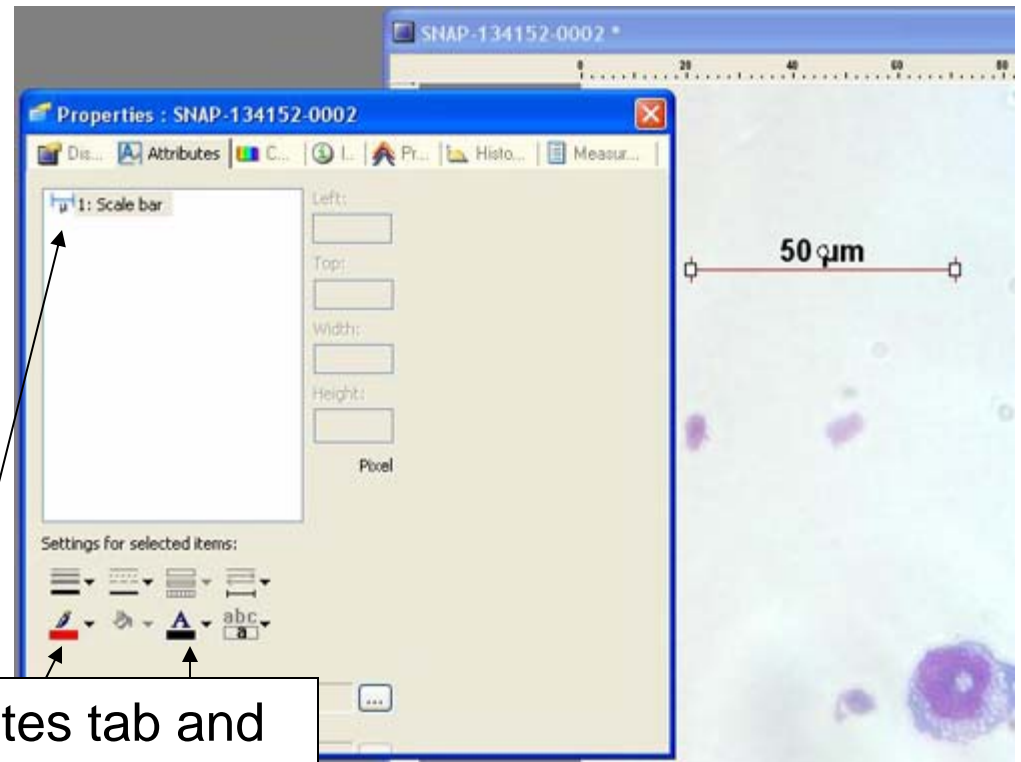 SNAP-134152-0002 *
0 20 40 60 80
Properties : SNAP-134152-0002
Dis... Attributes C... I.. Pr... Histo... Measur...
1: Scale bar
Left:
Top:
Width:
Height:
Pixel
50 µm
Settings for selected items:
A abc
a
...
...
tes tab and